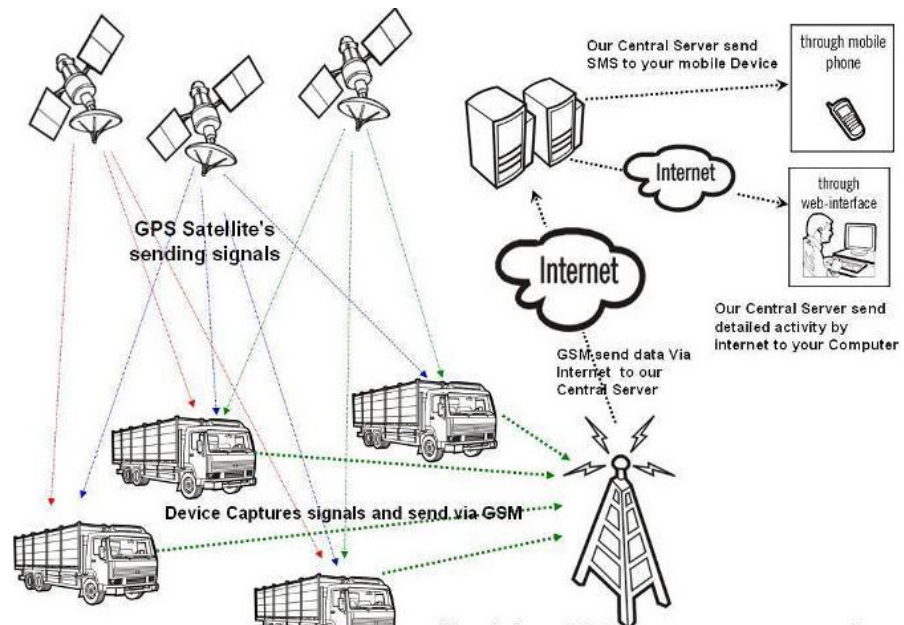 Our Central Server send
SMS to your mobile Device
through mobile
phone
Internet
through
web-interface
GPS Satellite's
sending signals
Internet
Our Central Server send
detailed activity by
internet to your Computer
GSM send data Via
Internet to our
Central Server
Device Captures signals and send via GSM